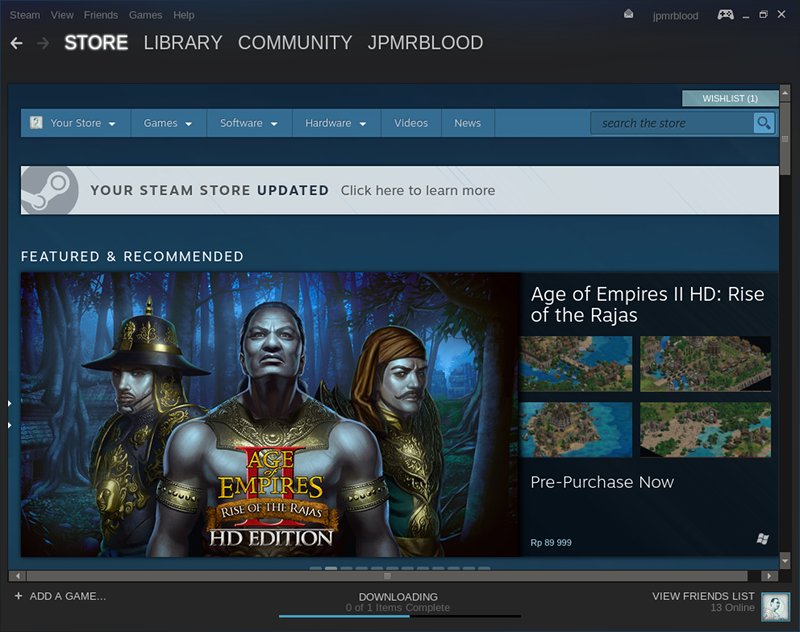 Steam View Friends Games Help
jpmrblood
STORE LIBRARY COMMUNITY JPMRBLOOD
WISHLIST (1)
Your Store Games Software Hardware Videos News search the store
YOUR STEAM STORE UPDATED Click here to learn more
FEATURED & RECOMMENDED
Age of Empires II HD: Rise
of the Rajas
AGE
of
EMPIRES
II
RISE OF THE RAJAS
HD EDITION
Pre-Purchase Now
Rp 89 999
+ ADD A GAME...
DOWNLOADING
0 of 1 Items Complete
VIEW FRIENDS LIST
13 Online